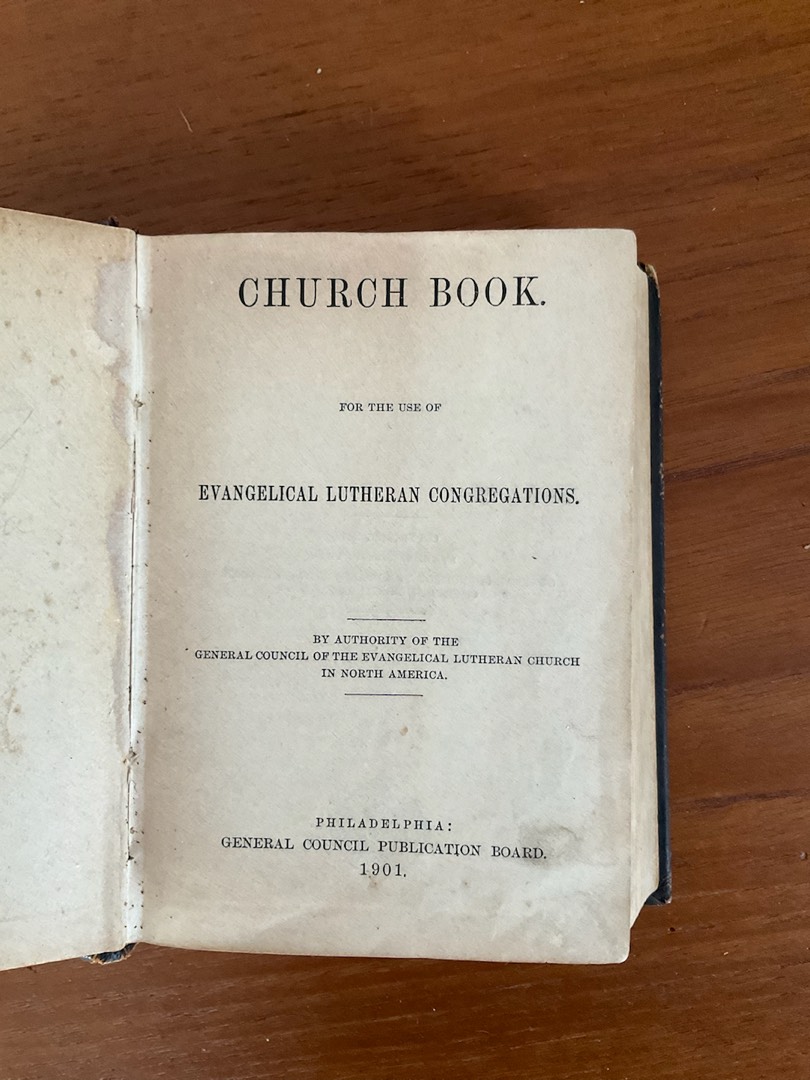 CHURCH BOOK.
FOR THE USE OF
EVANGELICAL LUTHERAN CONGREGATIONS.
BY AUTHORITY OF THE
GENERAL COUNCIL OF THE EVANGELICAL LUTHERAN CHURCH
IN NORTH AMERICA.
PHILADELPHIA:
GENERAL COUNCIL PUBLICATION BOARD.
1901.